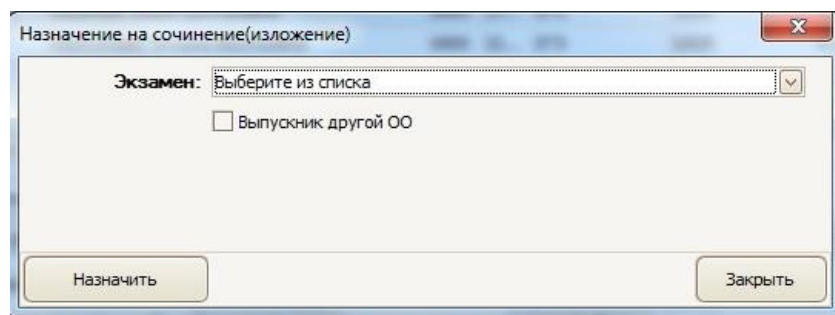 Назначение на сочинение(изложение)
Экзамен: Выберите из списка
Выпускник другой ОО
Назначить Закрыть